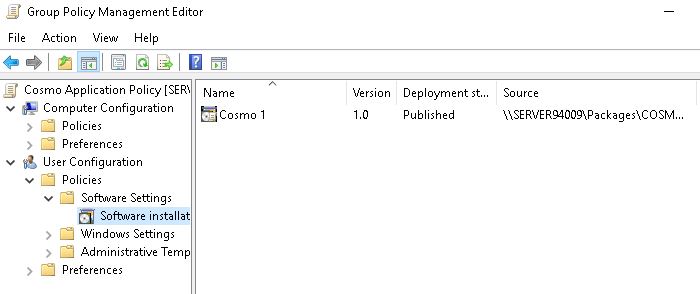 Group Policy Management Editor
File Action View Help
Cosmo Application Policy [SER
Computer Configuration
Policies
Preferences
User Configuration
Policies
Software Settings
Software installat
Windows Settings
Administrative Temp
Preferences
Name Version Deployment st... Source
Cosmo 1 1.0 Published \\SERVER94009\Packages\COSM...